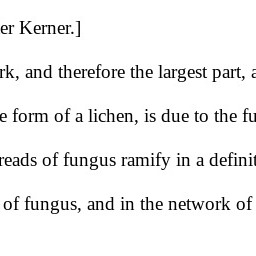 er Kerner.]
rk, and therefore the largest part, a
e form of a lichen, is due to the fu
reads of fungus ramify in a definit
of fungus, and in the network of